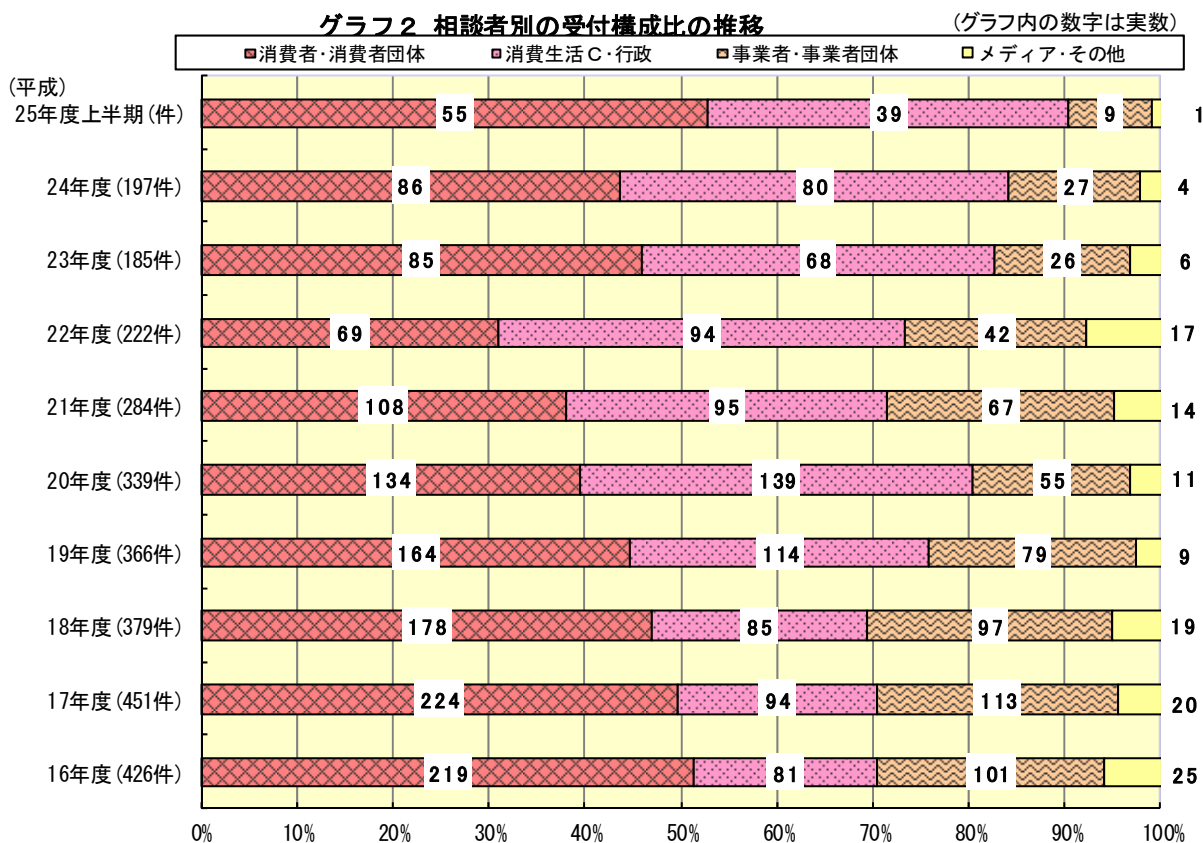 グラフ2 相談者別の受付構成比の推移
(グラフ内の数字は実数)
消費者・消費者団体 消費生活C・行政 事業者・事業者団体 メディア・その他
(平成)
25年度上半期(件) 55 39 9 1
24年度(197件) 86 80 27 4
23年度(185件) 85 68 26 6
22年度(222件) 69 94 42 17
21年度(284件) 108 95 67 14
20年度(339件) 134 139 55 11
19年度(366件) 164 114 79 9
18年度(379件) 178 85 97 19
17年度(451件) 224 94 113 20
16年度(426件) 219 81 101 25
0% 10% 20% 30% 40% 50% 60% 70% 80% 90% 100%